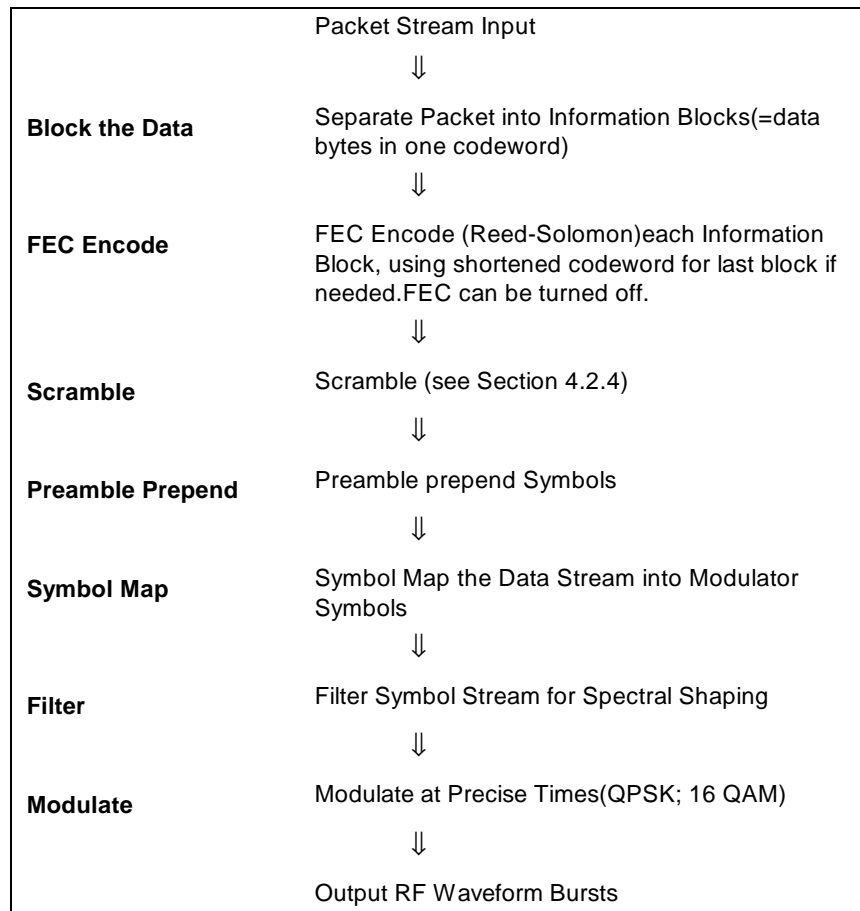 Packet Stream Input
⇓
Block the Data
Separate Packet into Information Blocks(=data
bytes in one codeword)
⇓
FEC Encode
FEC Encode (Reed-Solomon)each Information
Block, using shortened codeword for last block if
needed.FEC can be turned off.
⇓
Scramble
Scramble (see Section 4.2.4)
⇓
Preamble Prepend
Preamble prepend Symbols
⇓
Symbol Map
Symbol Map the Data Stream into Modulator
Symbols
⇓
Filter
Filter Symbol Stream for Spectral Shaping
⇓
Modulate
Modulate at Precise Times(QPSK; 16 QAM)
⇓
Output RF Waveform Bursts